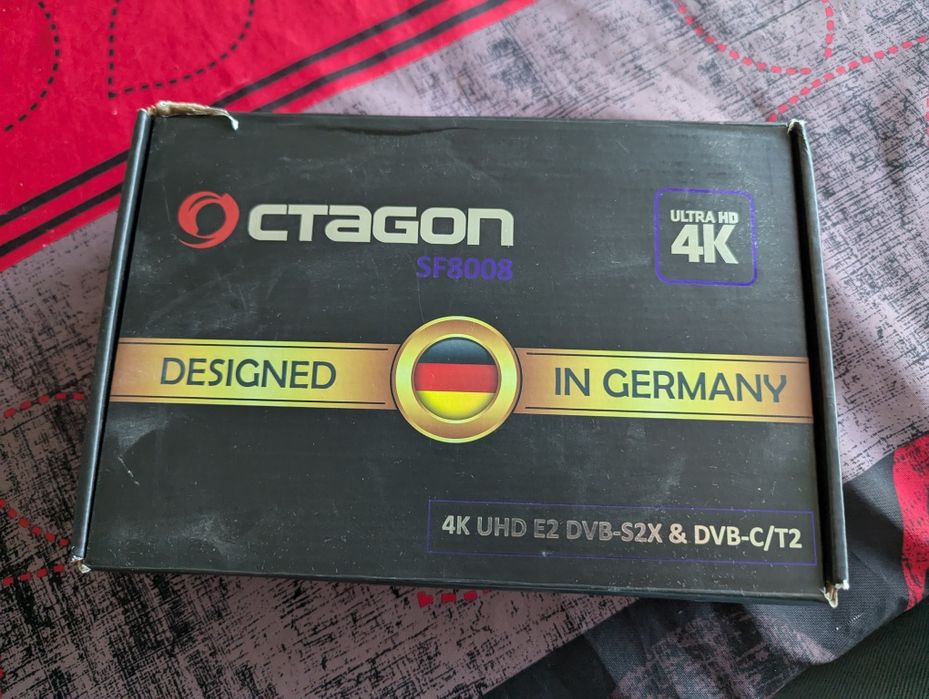 OCTAGON
SF8008
ULTRA HD
4K
DESIGNED IN GERMANY
4K UHD E2 DVB-S2X & DVB-C/T2